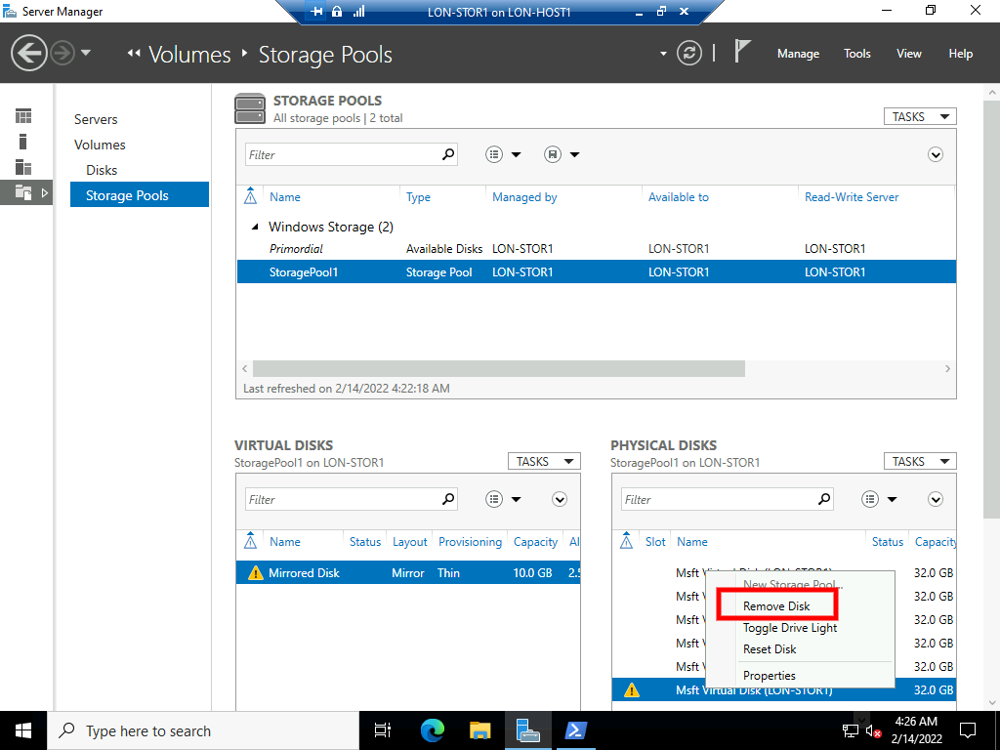 Server Manager
LON-STOR1 on LON-HOST1
Volumes
Storage Pools
Manage
Tools
View
Help
Servers
Volumes
Disks
Storage Pools
STORAGE POOLS
All storage pools | 2 total
TASKS
Filter
Name Type Managed by Available to Read-Write Server
Windows Storage (2)
Primordial Available Disks LON-STOR1 LON-STOR1 LON-STOR1
StoragePool1 Storage Pool LON-STOR1 LON-STOR1 LON-STOR1
Last refreshed on 2/14/2022 4:22:18 AM
VIRTUAL DISKS
StoragePool1 on LON-STOR1
TASKS
Filter
Name Status Layout Provisioning Capacity Al
Mirrored Disk Mirror Thin 10.0 GB 2.5
PHYSICAL DISKS
StoragePool1 on LON-STOR1
TASKS
Filter
Slot Name Status Capacity
Msft Virtual Disk (LON-STOR1) 32.0 GB
Msft 32.0 GB
Msft 32.0 GB
Msft 32.0 GB
Msft 32.0 GB
Msft Virtual Disk (LON-STOR1) 32.0 GB
New Storage Pool...
Remove Disk
Toggle Drive Light
Reset Disk
Properties
Type here to search
4:26 AM
2/14/2022